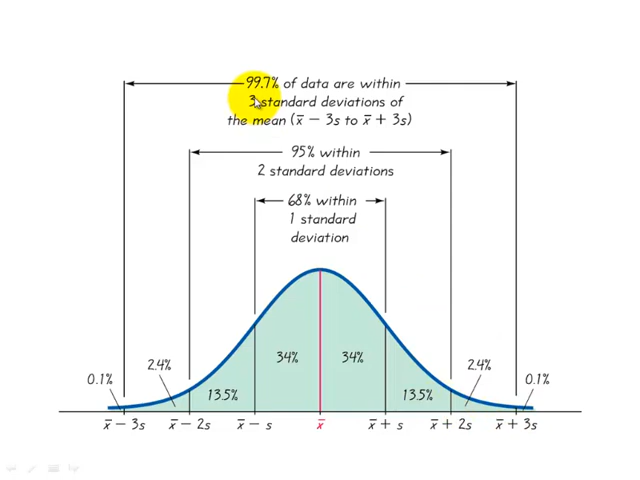 99.7% of data are within
3 standard deviations of
the mean (x̄ − 3s to x̄ + 3s)
95% within
2 standard deviations
68% within
1 standard
deviation
34% 34%
2.4% 2.4%
0.1% 0.1%
13.5% 13.5%
x̄ − 3s x̄ − 2s x̄ − s x̄ x̄ + s x̄ + 2s x̄ + 3s